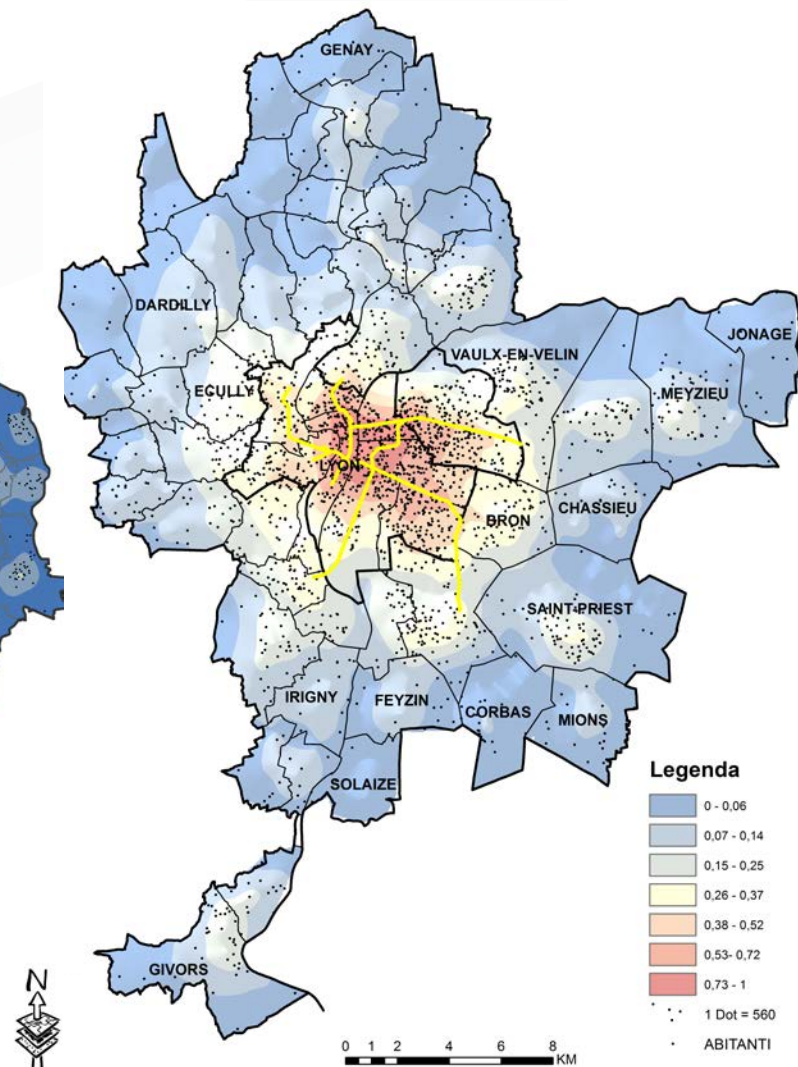 GENAY
DARDILLY
JONAGE
VAULX-EN-VELIN
ECULLY
MEYZIEU
LYON
CHASSIEU
BRON
SAINT-PRIEST
IRIGNY
FEYZIN
CORBAS
MIONS
SOLAIZE
Legenda
0 - 0,06
0,07 - 0,14
0,15 - 0,25
0,26 - 0,37
0,38 - 0,52
0,53- 0,72
0,73 - 1
1 Dot = 560
ABITANTI
GIVORS
N
0 1 2 4 6 8
KM